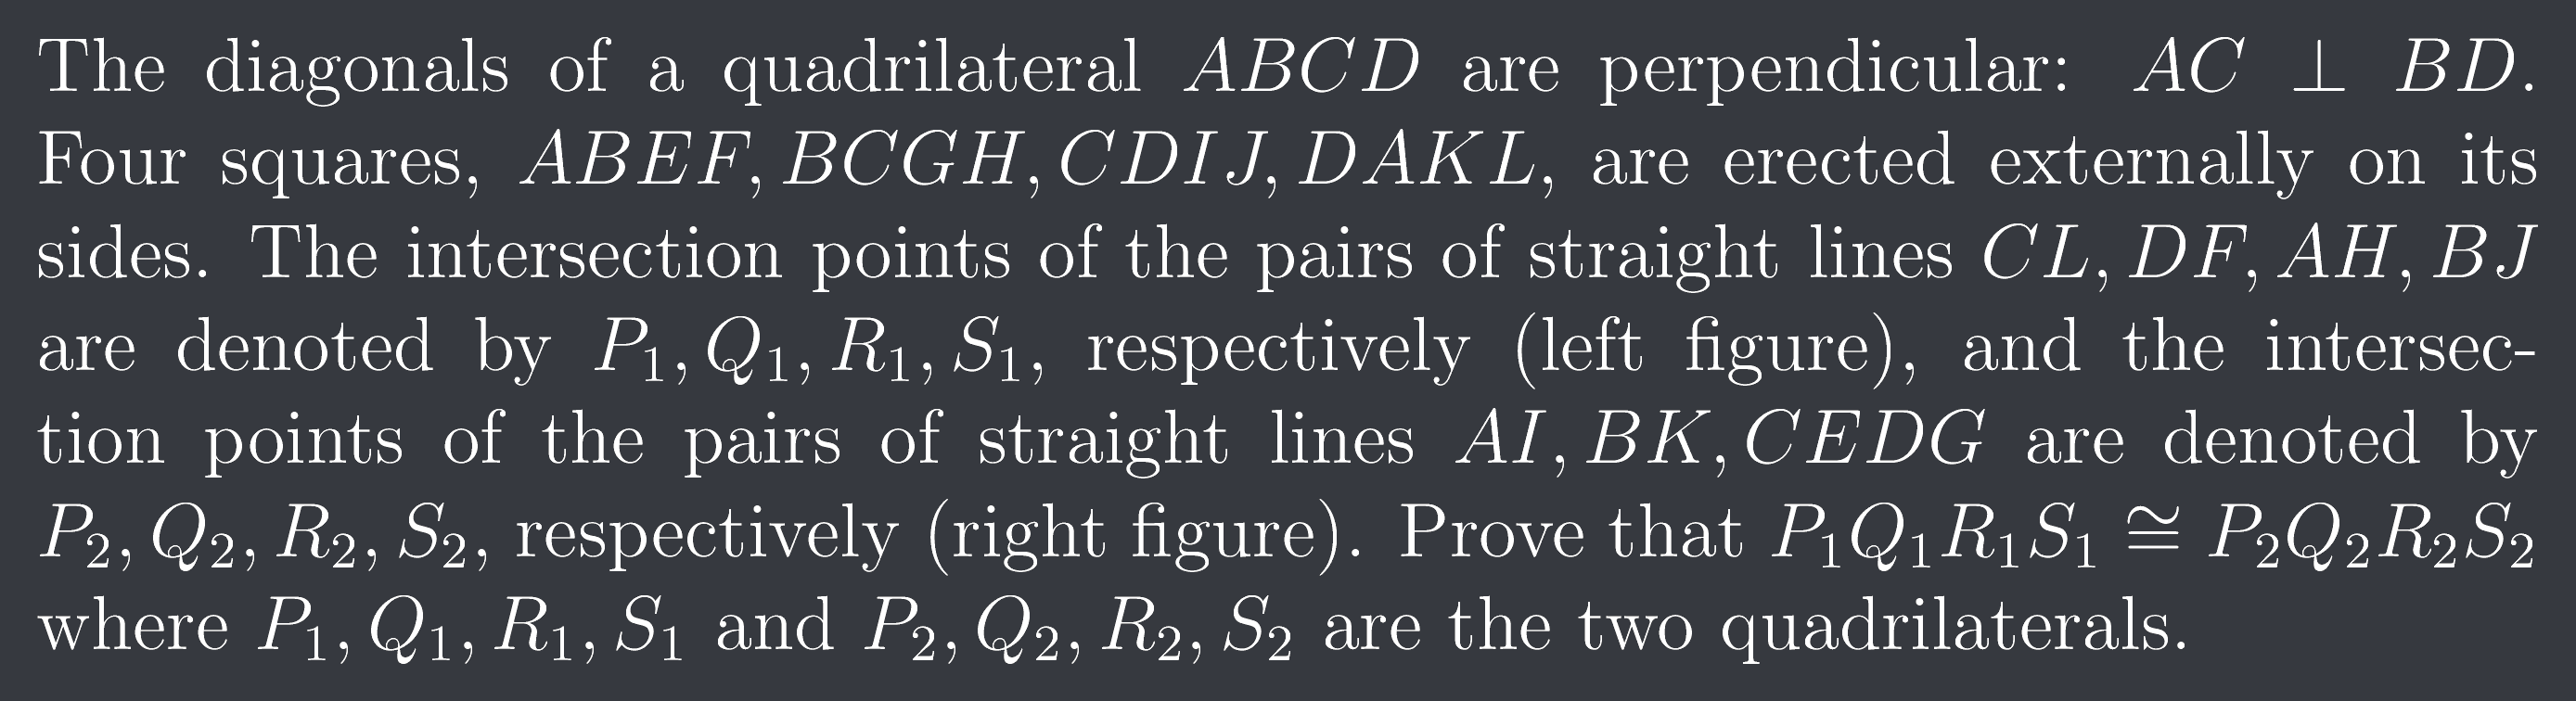 The diagonals of a quadrilateral ABCD are perpendicular: AC ⊥ BD.
Four squares, ABEF, BCGH, CDIJ, DAKL, are erected externally on its
sides. The intersection points of the pairs of straight lines CL, DF, AH, BJ
are denoted by P₁, Q₁, R₁, S₁, respectively (left figure), and the intersec-
tion points of the pairs of straight lines AI, BK, CEDG are denoted by
P₂, Q₂, R₂, S₂, respectively (right figure). Prove that P₁Q₁R₁S₁ ≅ P₂Q₂R₂S₂
where P₁, Q₁, R₁, S₁ and P₂, Q₂, R₂, S₂ are the two quadrilaterals.